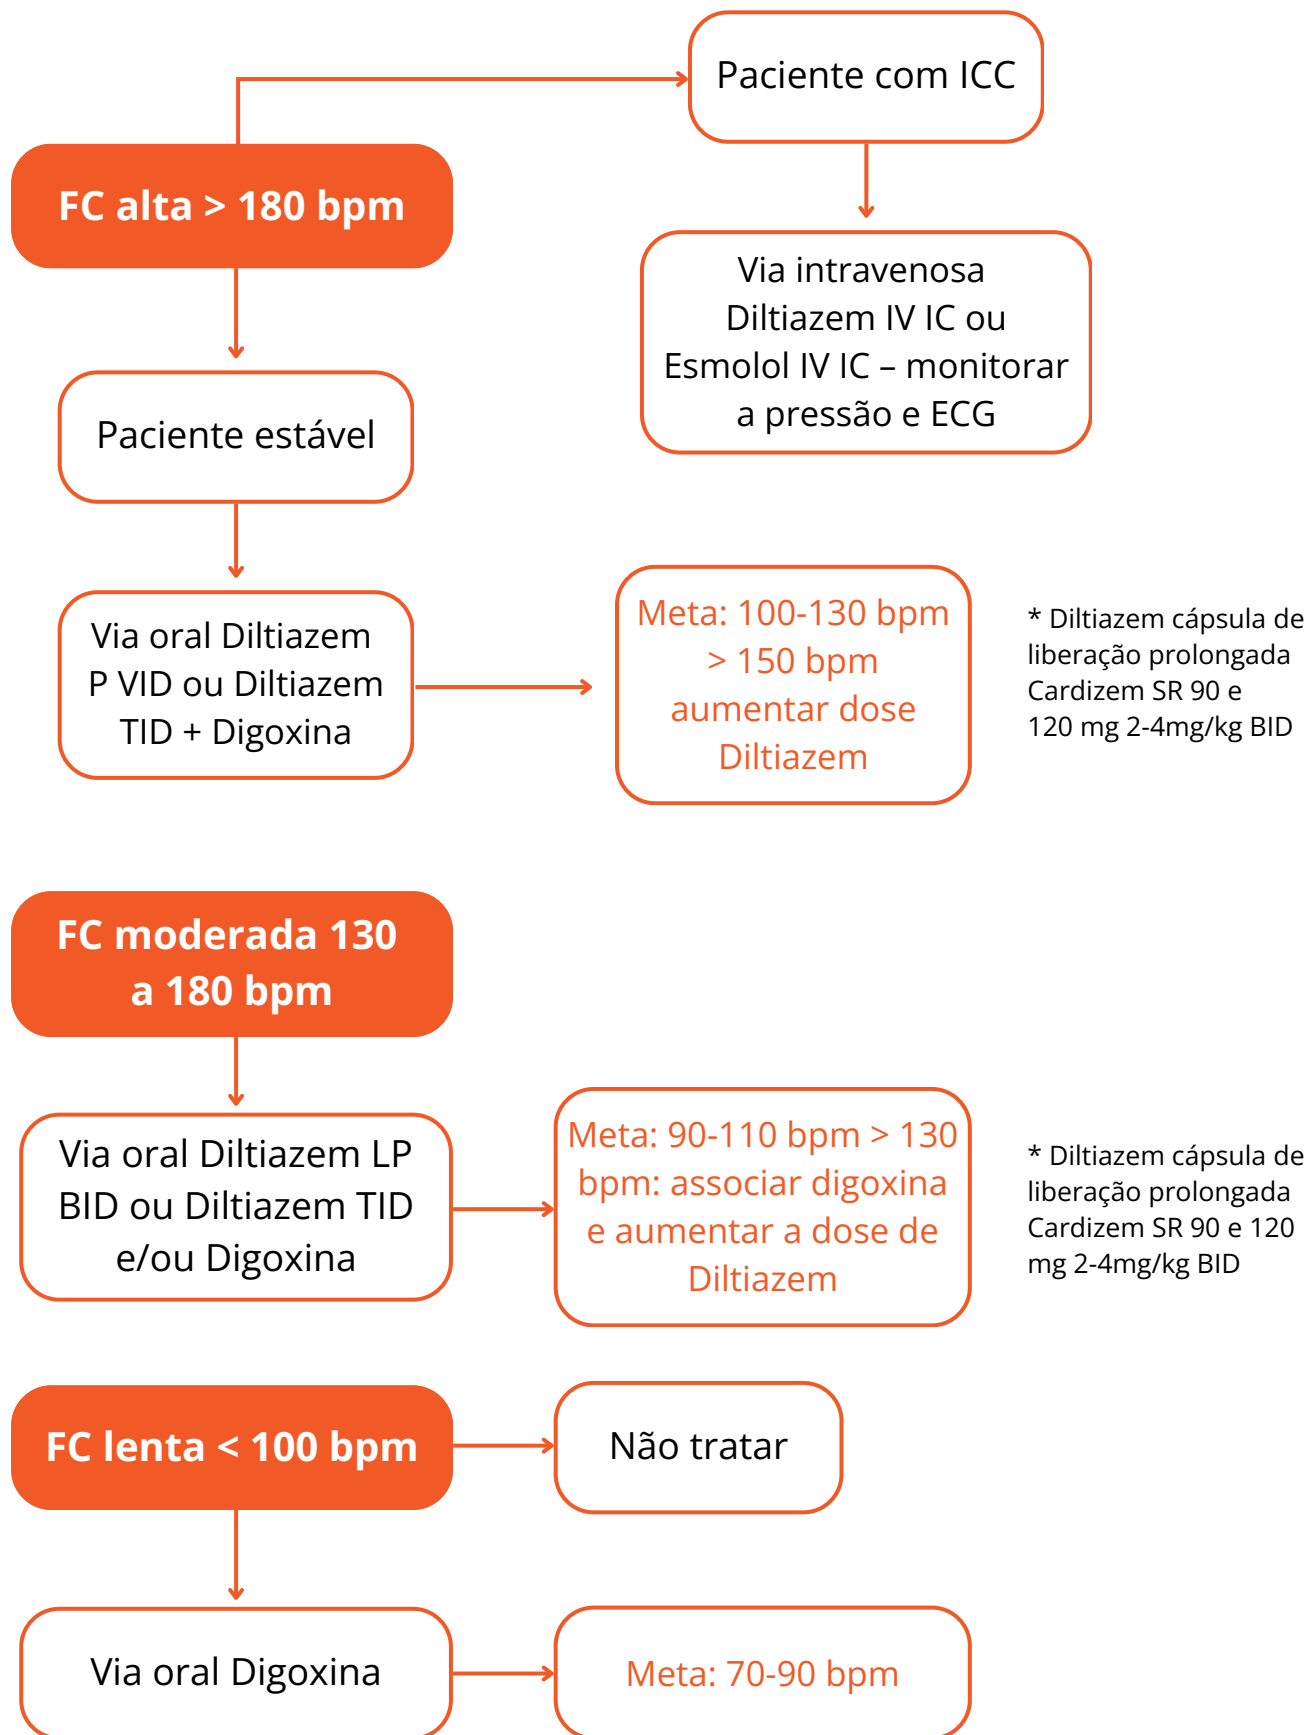 Paciente com ICC
FC alta > 180 bpm
Via intravenosa
Diltiazem IV IC ou
Esmolol IV IC – monitorar
a pressão e ECG
Paciente estável
Via oral Diltiazem
P VID ou Diltiazem
TID + Digoxina
Meta: 100-130 bpm
> 150 bpm
aumentar dose
Diltiazem
* Diltiazem cápsula de
liberação prolongada
Cardizem SR 90 e
120 mg 2-4mg/kg BID
FC moderada 130
a 180 bpm
Via oral Diltiazem LP
BID ou Diltiazem TID
e/ou Digoxina
Meta: 90-110 bpm > 130
bpm: associar digoxina
e aumentar a dose de
Diltiazem
* Diltiazem cápsula de
liberação prolongada
Cardizem SR 90 e 120
mg 2-4mg/kg BID
FC lenta < 100 bpm
Não tratar
Via oral Digoxina
Meta: 70-90 bpm